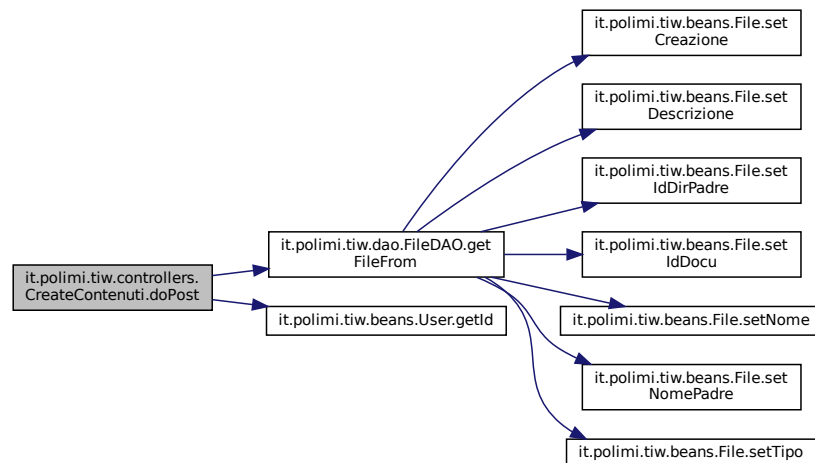 it.polimi.tiw.controllers.
CreateContenuti.doPost
it.polimi.tiw.dao.FileDAO.get
FileFrom
it.polimi.tiw.beans.User.getId
it.polimi.tiw.beans.File.set
Creazione
it.polimi.tiw.beans.File.set
Descrizione
it.polimi.tiw.beans.File.set
IdDirPadre
it.polimi.tiw.beans.File.set
IdDocu
it.polimi.tiw.beans.File.setNome
it.polimi.tiw.beans.File.set
NomePadre
it.polimi.tiw.beans.File.setTipo